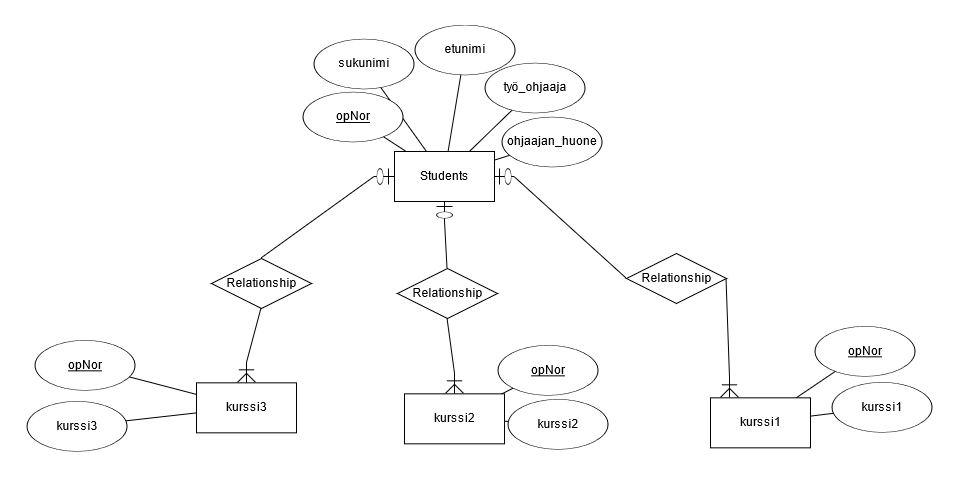 etunimi
sukunimi
työ_ohjaaja
opNor
ohjaajan_huone
Students
Relationship
Relationship
Relationship
opNor
kurssi3
kurssi3
opNor
kurssi2
kurssi2
opNor
kurssi1
kurssi1